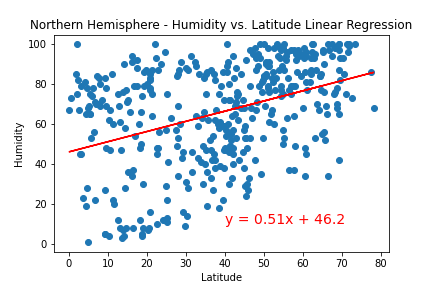 Northern Hemisphere - Humidity vs. Latitude Linear Regression
100
80
60
40
20
0
Humidity
y = 0.51x + 46.2
0 10 20 30 40 50 60 70 80
Latitude